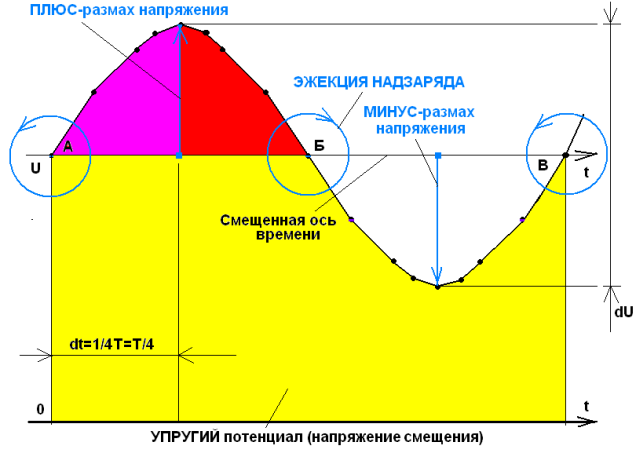 ПЛЮС-размах напряжения
ЭЖЕКЦИЯ НАДЗАРЯДА
МИНУС-размах
напряжения
А
Б
В
U
t
Смещенная ось
времени
dU
dt=1/4T=T/4
0
t
УПРУГИЙ потенциал (напряжение смещения)